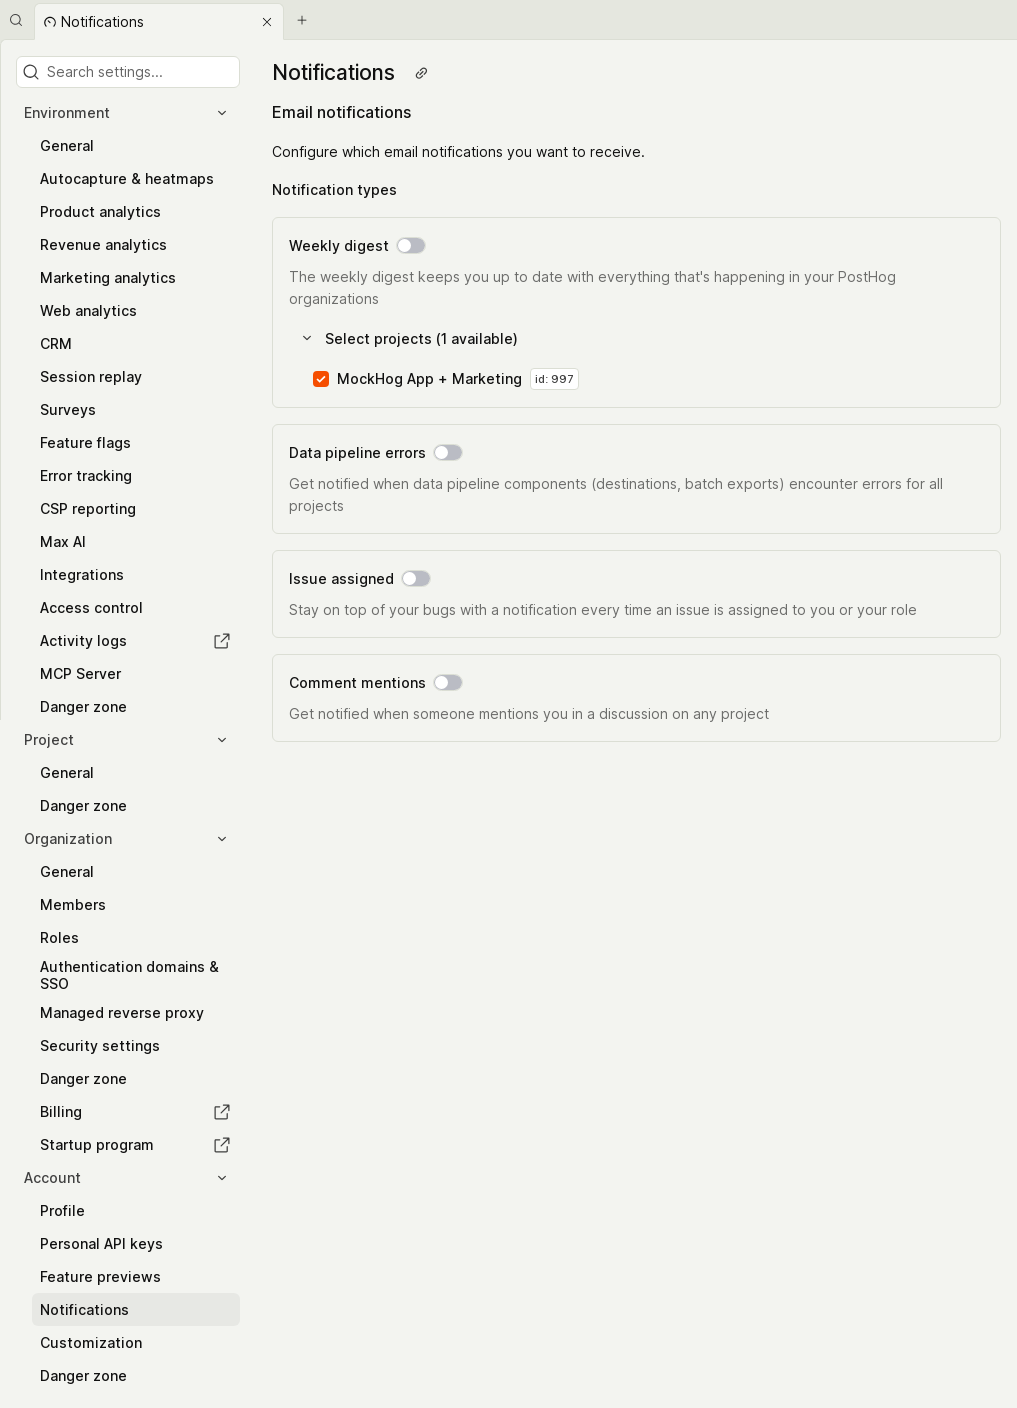 Notifications
Search settings...
Environment
General
Autocapture & heatmaps
Product analytics
Revenue analytics
Marketing analytics
Web analytics
CRM
Session replay
Surveys
Feature flags
Error tracking
CSP reporting
Max AI
Integrations
Access control
Activity logs
MCP Server
Danger zone
Project
General
Danger zone
Organization
General
Members
Roles
Authentication domains &
SSO
Managed reverse proxy
Security settings
Danger zone
Billing
Startup program
Account
Profile
Personal API keys
Feature previews
Notifications
Customization
Danger zone
Notifications
Email notifications
Configure which email notifications you want to receive.
Notification types
Weekly digest
The weekly digest keeps you up to date with everything that's happening in your PostHog
organizations
Select projects (1 available)
MockHog App + Marketing id: 997
Data pipeline errors
Get notified when data pipeline components (destinations, batch exports) encounter errors for all
projects
Issue assigned
Stay on top of your bugs with a notification every time an issue is assigned to you or your role
Comment mentions
Get notified when someone mentions you in a discussion on any project